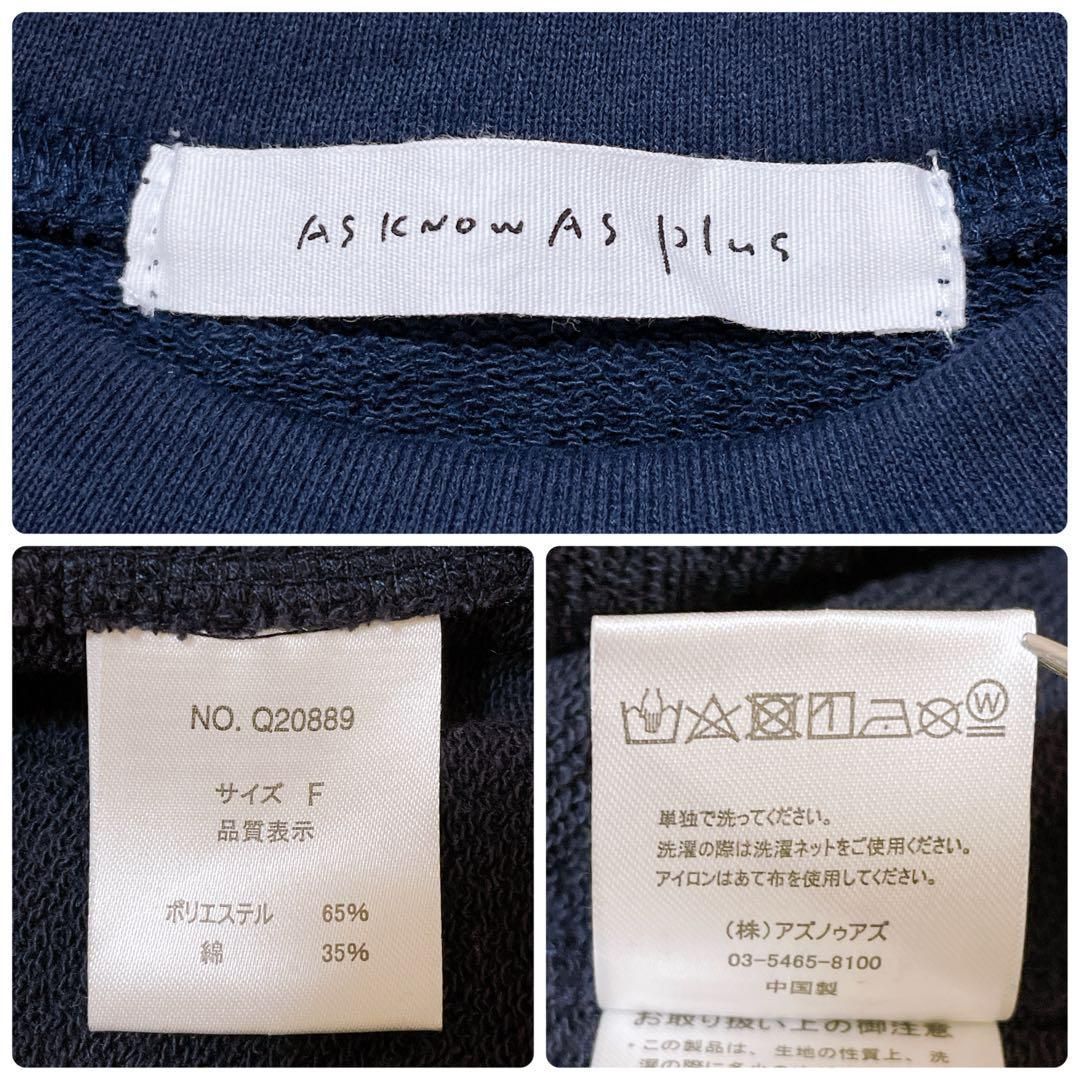 AS KNOW AS plus
NO. Q20889
サイズ F
品質表示
ポリエステル 65%
綿 35%
W
単独で洗ってください。
洗濯の際は洗濯ネットをご使用ください。
アイロンはあて布を使用してください。
(株)アズノゥアズ
03-5465-8100
中国製
お取り扱い上の御注意
・この製品は、生地の性質上、洗